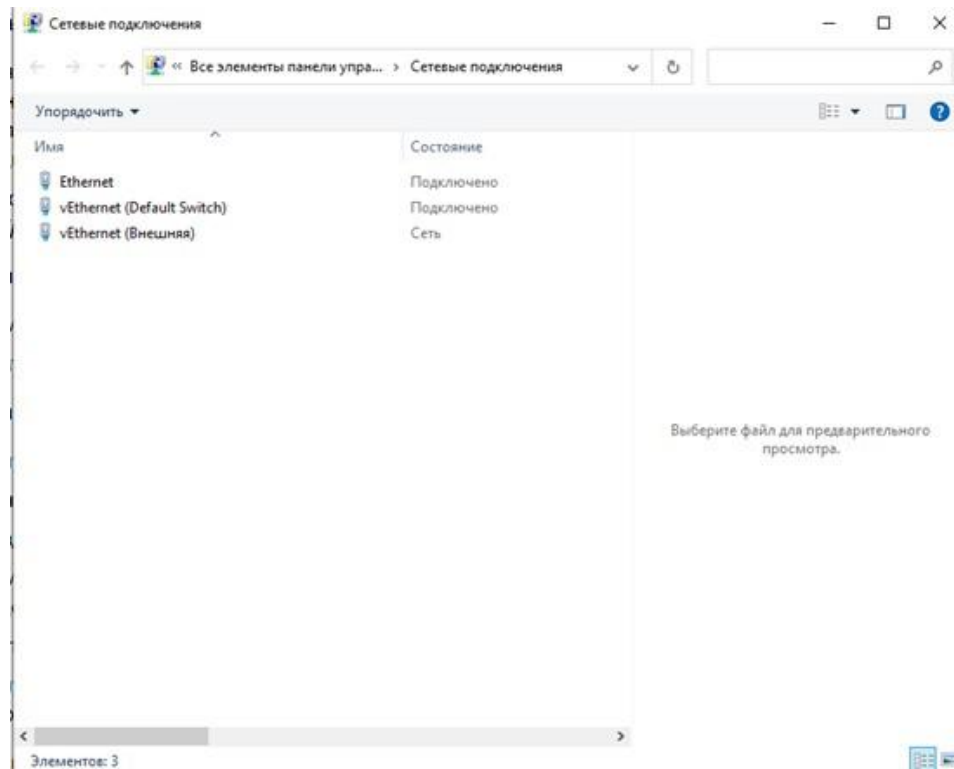 Сетевые подключения
« Все элементы панели упра... › Сетевые подключения
Упорядочить
Имя Состояние
Ethernet Подключено
vEthernet (Default Switch) Подключено
vEthernet (Внешняя) Сеть
Выберите файл для предварительного
просмотра.
Элементов: 3